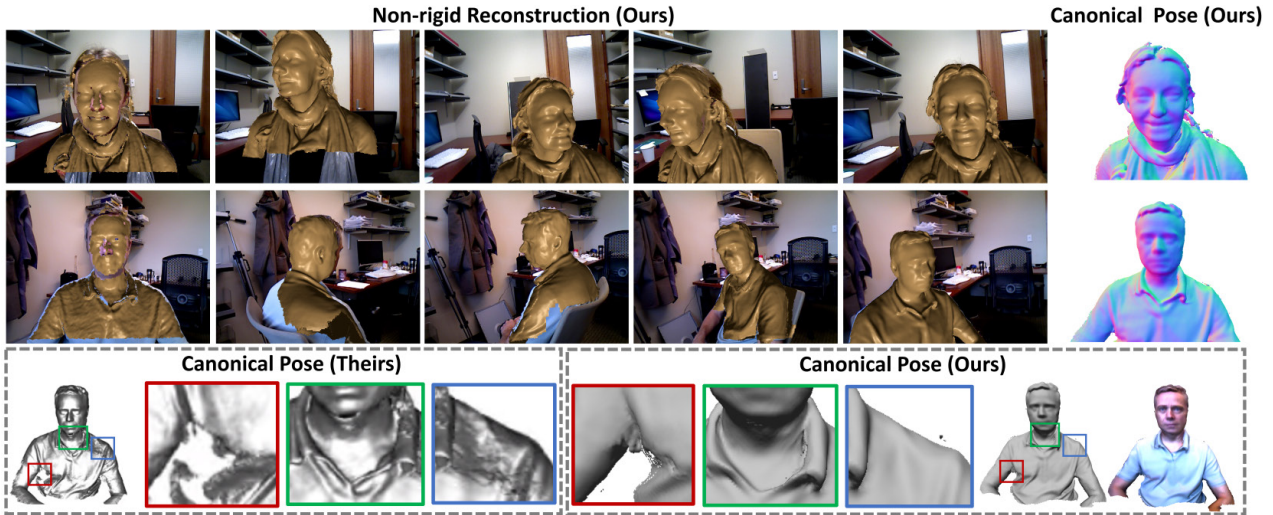 Non-rigid Reconstruction (Ours)
Canonical Pose (Ours)
Canonical Pose (Theirs)
Canonical Pose (Ours)